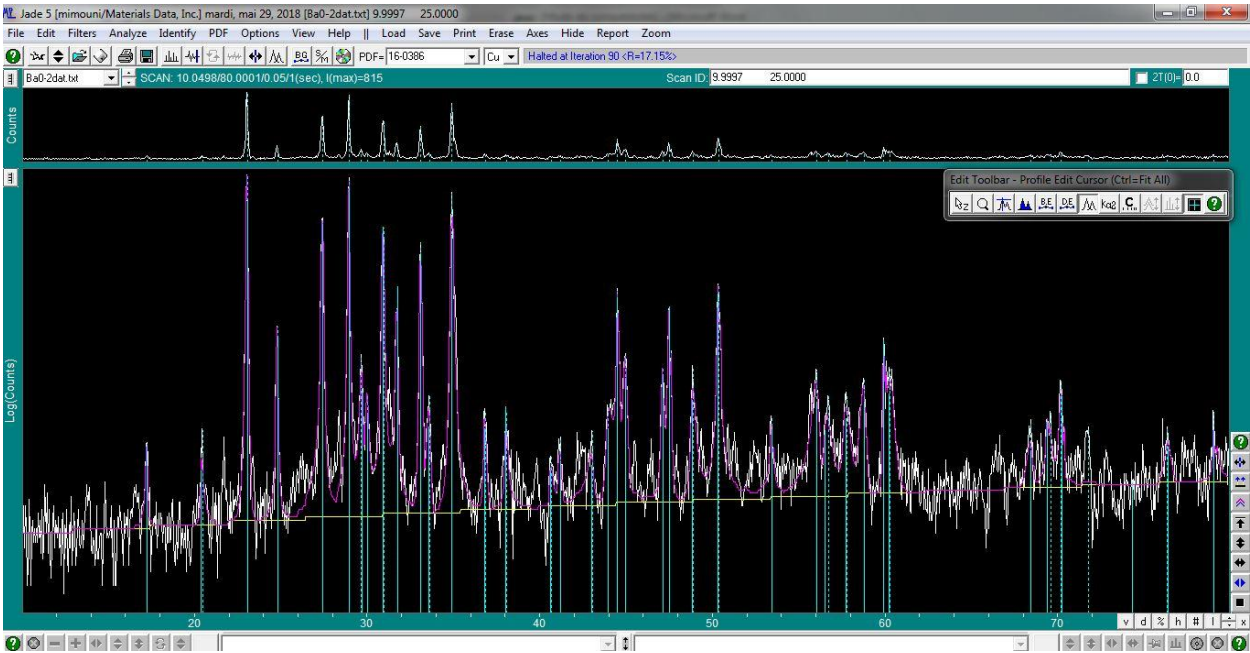 Jade 5 [mimouni/Materials Data, Inc.] mardi, mai 29, 2018 [Ba0-2dat.txt] 9.9997 25.0000
File Edit Filters Analyze Identify PDF Options View Help || Load Save Print Erase Axes Hide Report Zoom
BG S/M PDF= 16-0386 Cu Halted at Iteration 90 <R=17.15%>
Ba0-2dat.txt SCAN: 10.0498/80.0001/0.05/1(sec), I(max)=815 Scan ID: 9.9997 25.0000 2T(0)= 0.0
Counts
Edit Toolbar - Profile Edit Cursor (Ctrl=Fit All)
B.E D.E kα2 C
Log(Counts)
20 30 40 50 60 70 v d % h # l x